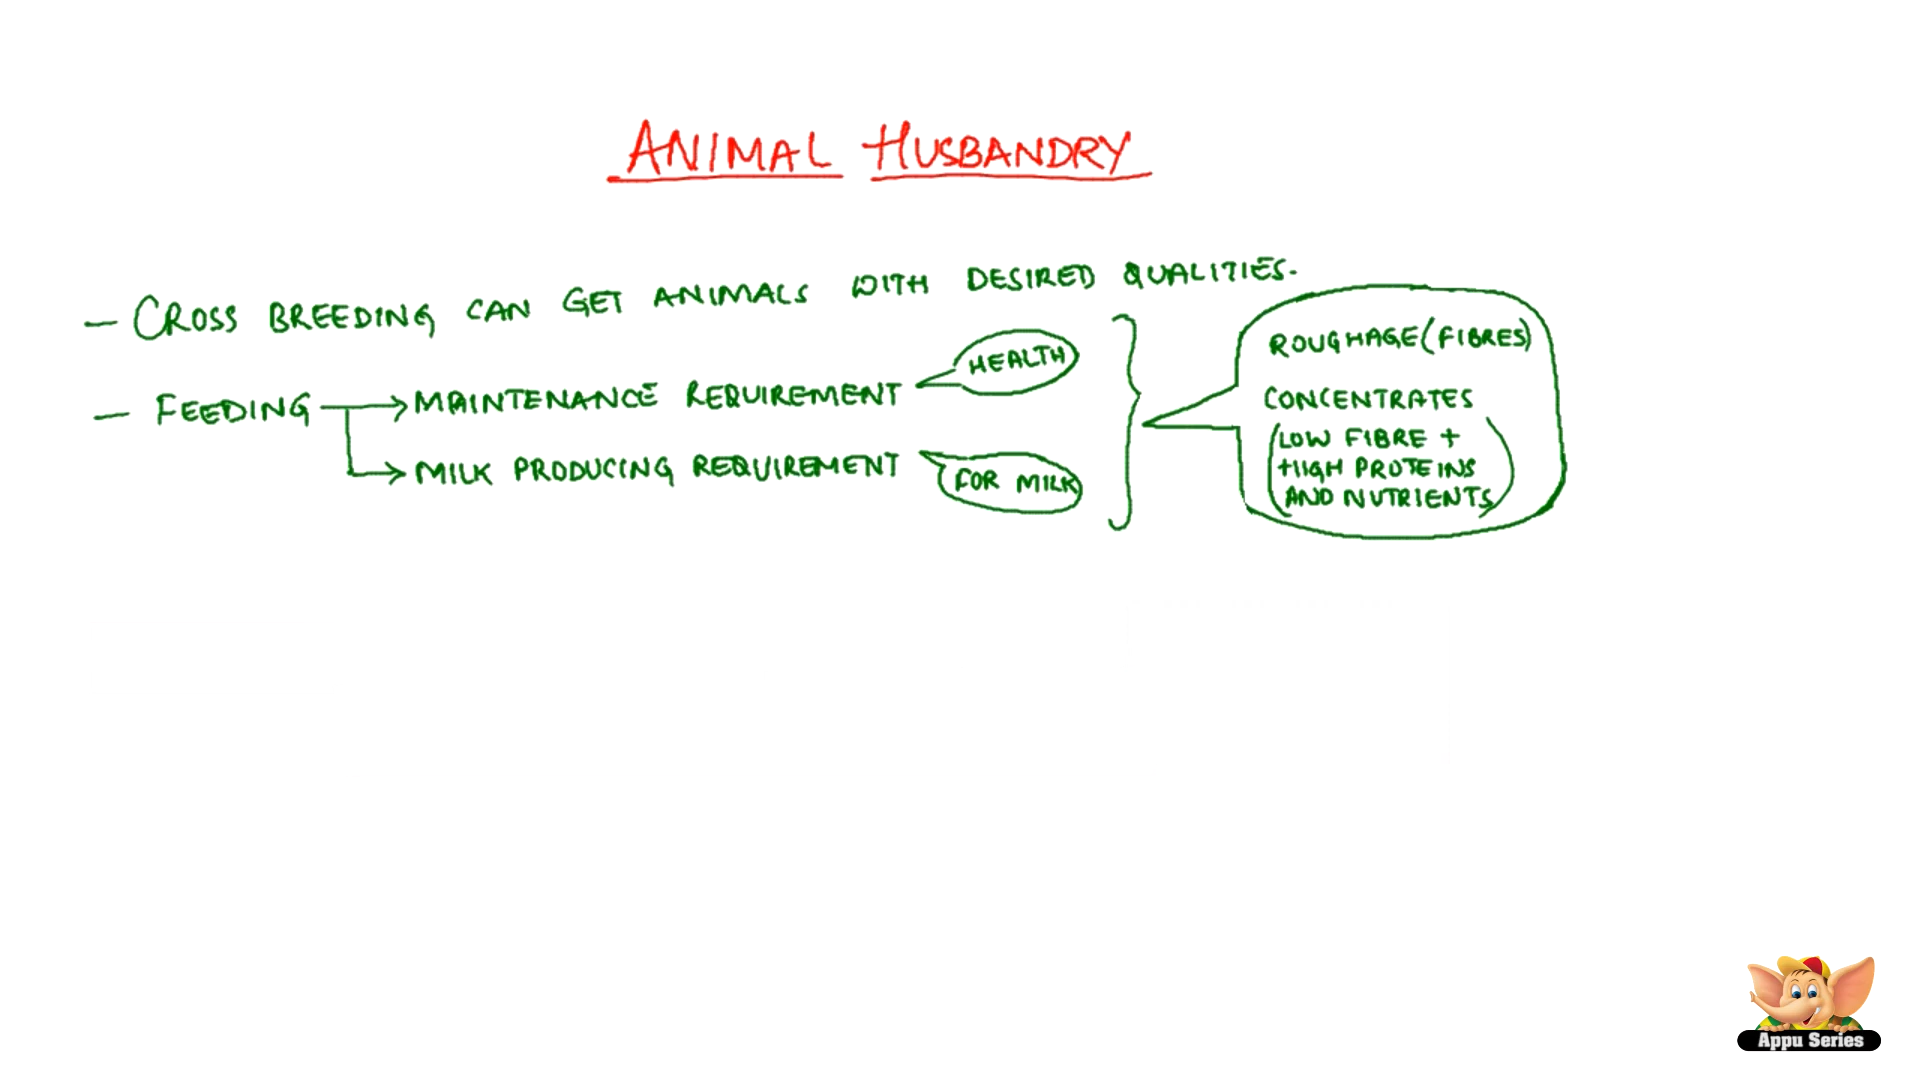 ANIMAL HUSBANDRY
— CROSS BREEDING CAN GET ANIMALS WITH DESIRED QUALITIES.
— FEEDING → MAINTENANCE REQUIREMENT
HEALTH
→ MILK PRODUCING REQUIREMENT
FOR MILK
ROUGHAGE (FIBRES)
CONCENTRATES
(LOW FIBRE +
HIGH PROTEINS
AND NUTRIENTS)
Appu Series